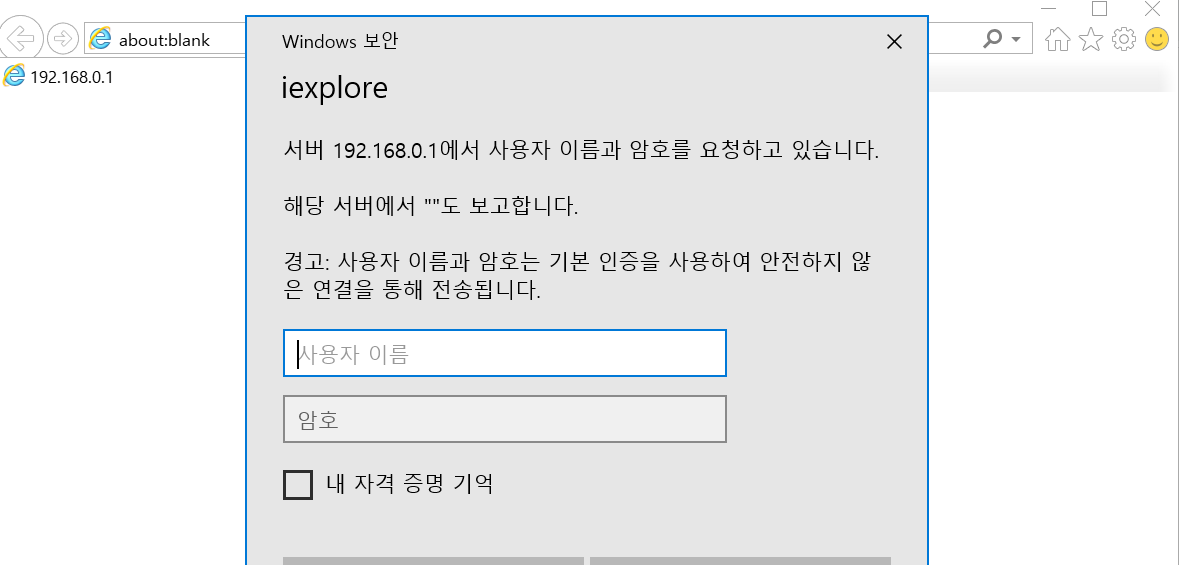 Windows 보안
about:blank
192.168.0.1
iexplore
서버 192.168.0.1에서 사용자 이름과 암호를 요청하고 있습니다.
해당 서버에서 ""도 보고합니다.
경고: 사용자 이름과 암호는 기본 인증을 사용하여 안전하지 않
은 연결을 통해 전송됩니다.
사용자 이름
암호
내 자격 증명 기억